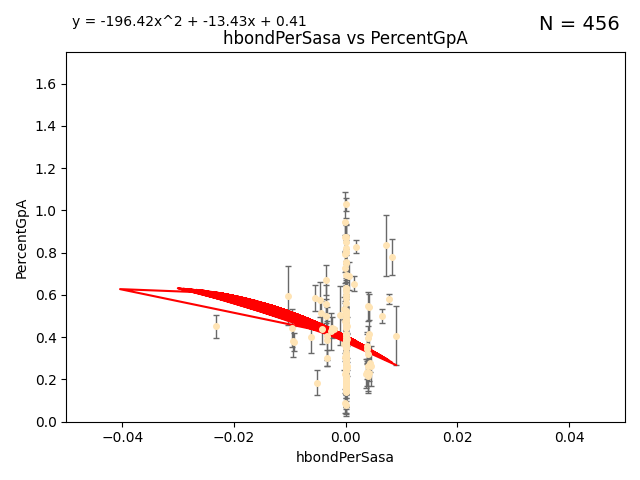 y = -196.42x^2 + -13.43x + 0.41
N = 456
hbondPerSasa vs PercentGpA
1.6
1.4
1.2
1.0
0.8
0.6
0.4
0.2
0.0
PercentGpA
−0.04
−0.02
0.00
0.02
0.04
hbondPerSasa